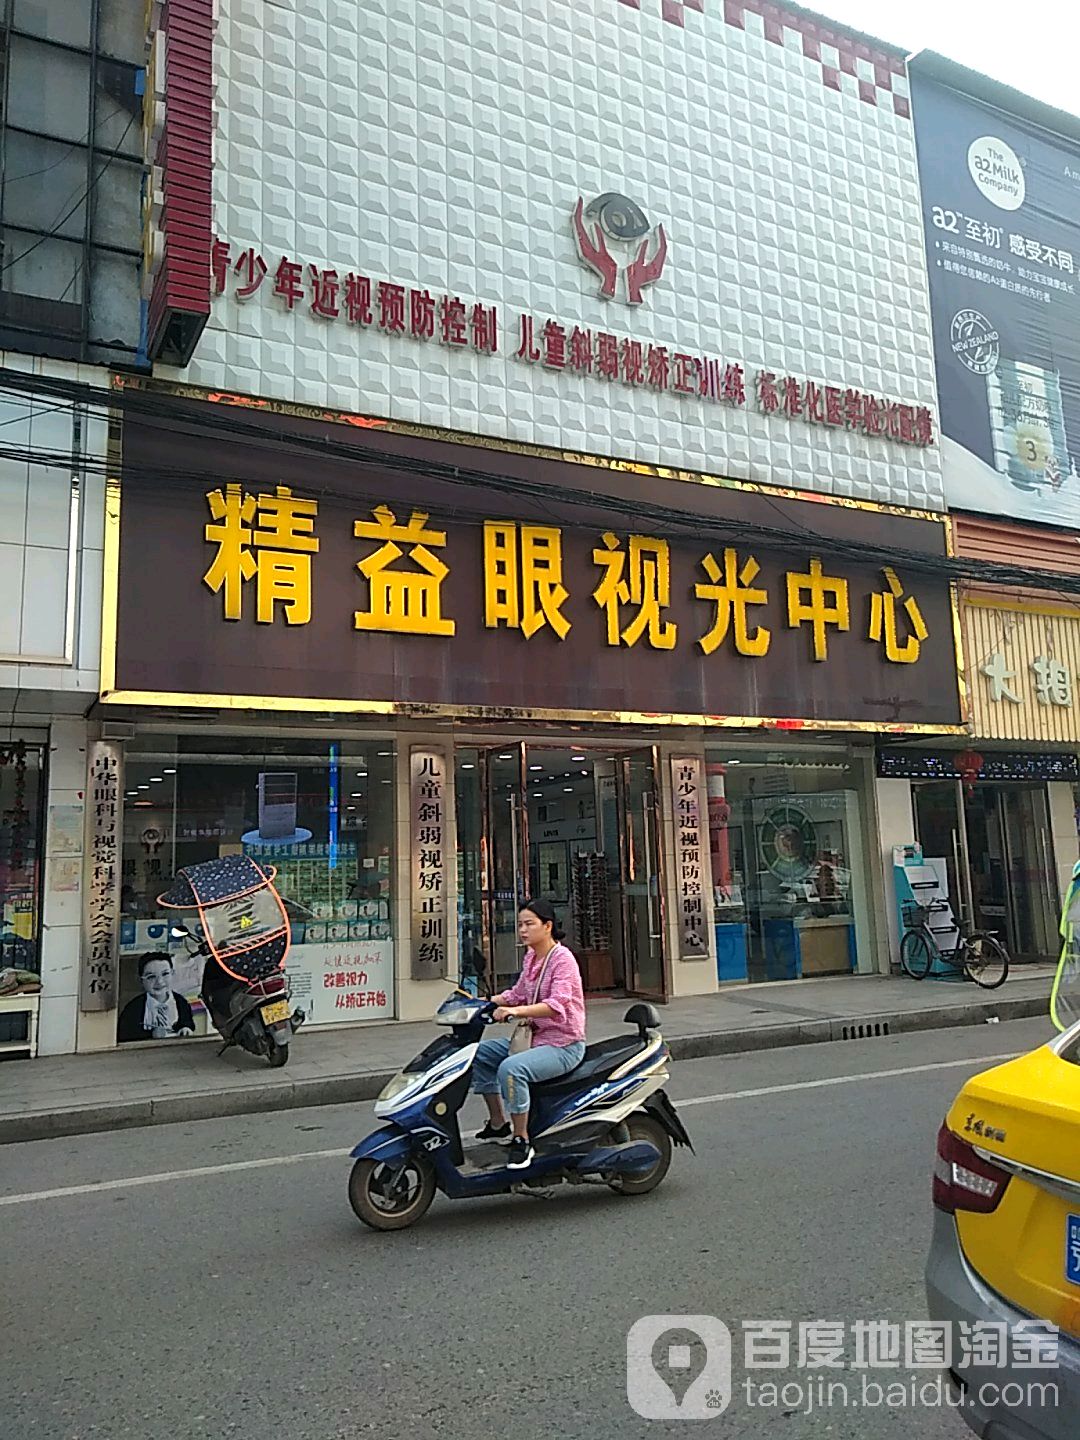 The
a2 Milk
Company
a2 至初 感受不同
NEW ZEALAND
3
青少年近视预防控制 儿童斜弱视矫正训练 标准化医学验光配镜
精益眼视光中心
中华眼科与视觉科学学会会员单位
儿童斜弱视矫正训练
青少年近视预防控制中心
改善视力
从矫正开始
百度地图淘金
taojin.baidu.com